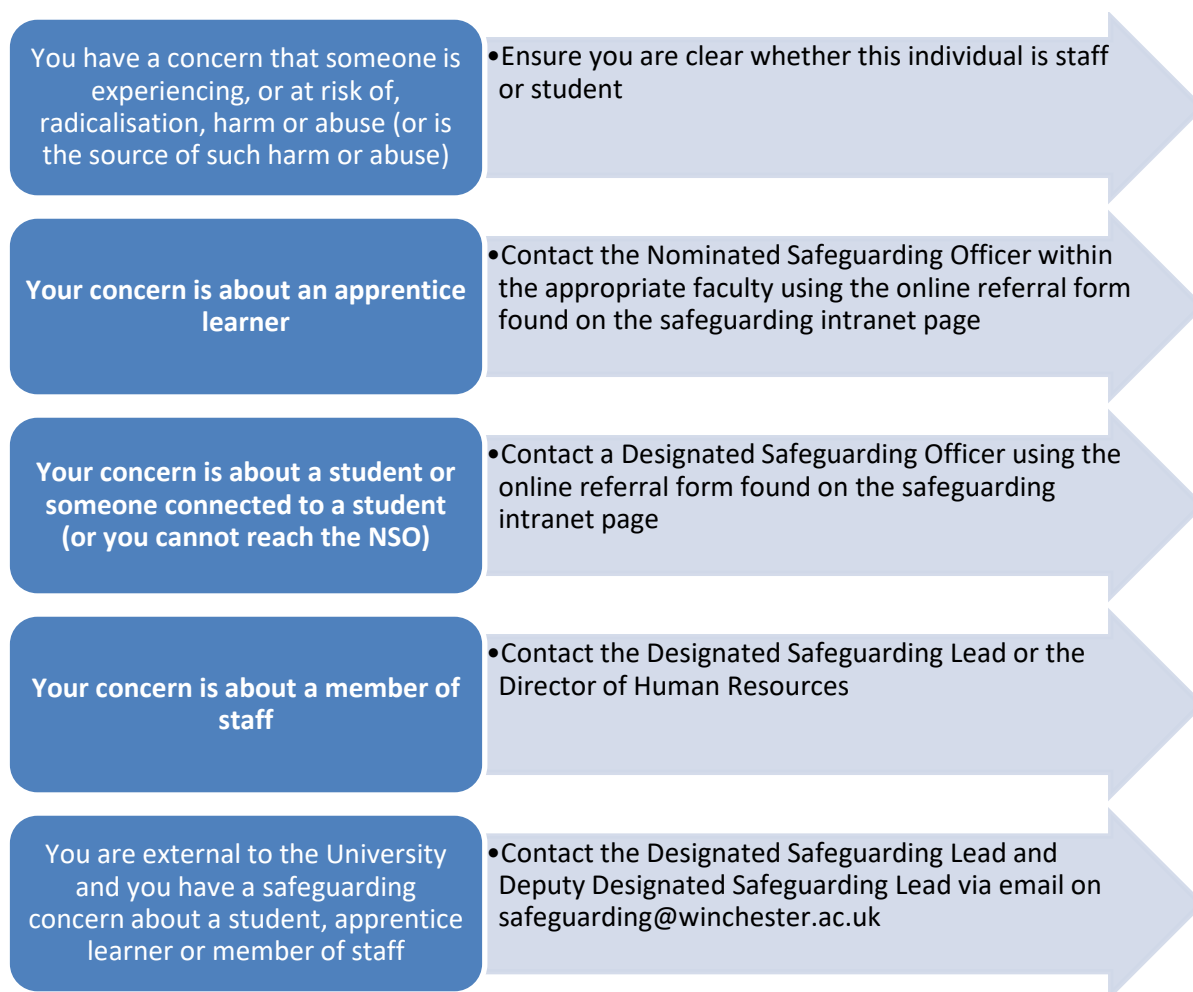 You have a concern that someone is
experiencing, or at risk of,
radicalisation, harm or abuse (or is
the source of such harm or abuse)
•Ensure you are clear whether this individual is staff
or student
Your concern is about an apprentice
learner
•Contact the Nominated Safeguarding Officer within
the appropriate faculty using the online referral form
found on the safeguarding intranet page
Your concern is about a student or
someone connected to a student
(or you cannot reach the NSO)
•Contact a Designated Safeguarding Officer using the
online referral form found on the safeguarding
intranet page
Your concern is about a member of
staff
•Contact the Designated Safeguarding Lead or the
Director of Human Resources
You are external to the University
and you have a safeguarding
concern about a student, apprentice
learner or member of staff
•Contact the Designated Safeguarding Lead and
Deputy Designated Safeguarding Lead via email on
safeguarding@winchester.ac.uk